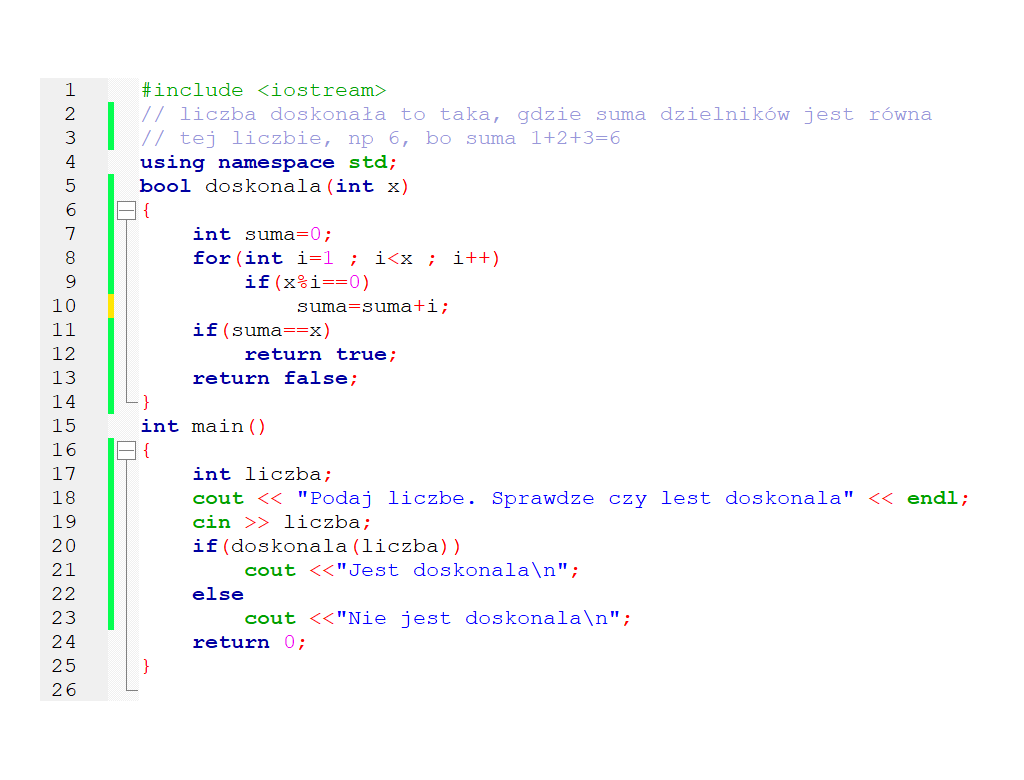 1 #include <iostream>
2 // liczba doskonała to taka, gdzie suma dzielników jest równa
3 // tej liczbie, np 6, bo suma 1+2+3=6
4 using namespace std;
5 bool doskonala(int x)
6 {
7     int suma=0;
8     for(int i=1 ; i<x ; i++)
9         if(x%i==0)
10             suma=suma+i;
11     if(suma==x)
12         return true;
13     return false;
14 }
15 int main()
16 {
17     int liczba;
18     cout << "Podaj liczbe. Sprawdze czy lest doskonala" << endl;
19     cin >> liczba;
20     if(doskonala(liczba))
21         cout <<"Jest doskonala\n";
22     else
23         cout <<"Nie jest doskonala\n";
24     return 0;
25 }
26